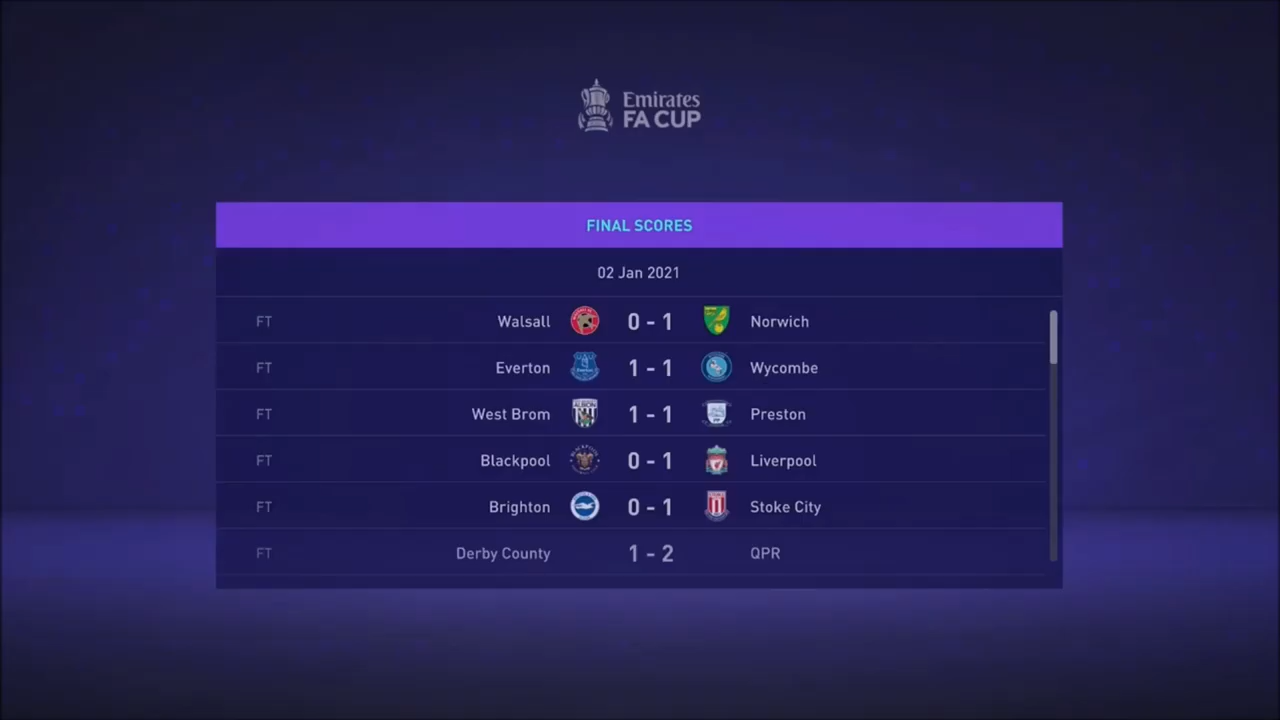 Emirates
FA CUP
FINAL SCORES
02 Jan 2021
FT Walsall 0 - 1 Norwich
FT Everton 1 - 1 Wycombe
FT West Brom 1 - 1 Preston
FT Blackpool 0 - 1 Liverpool
FT Brighton 0 - 1 Stoke City
FT Derby County 1 - 2 QPR